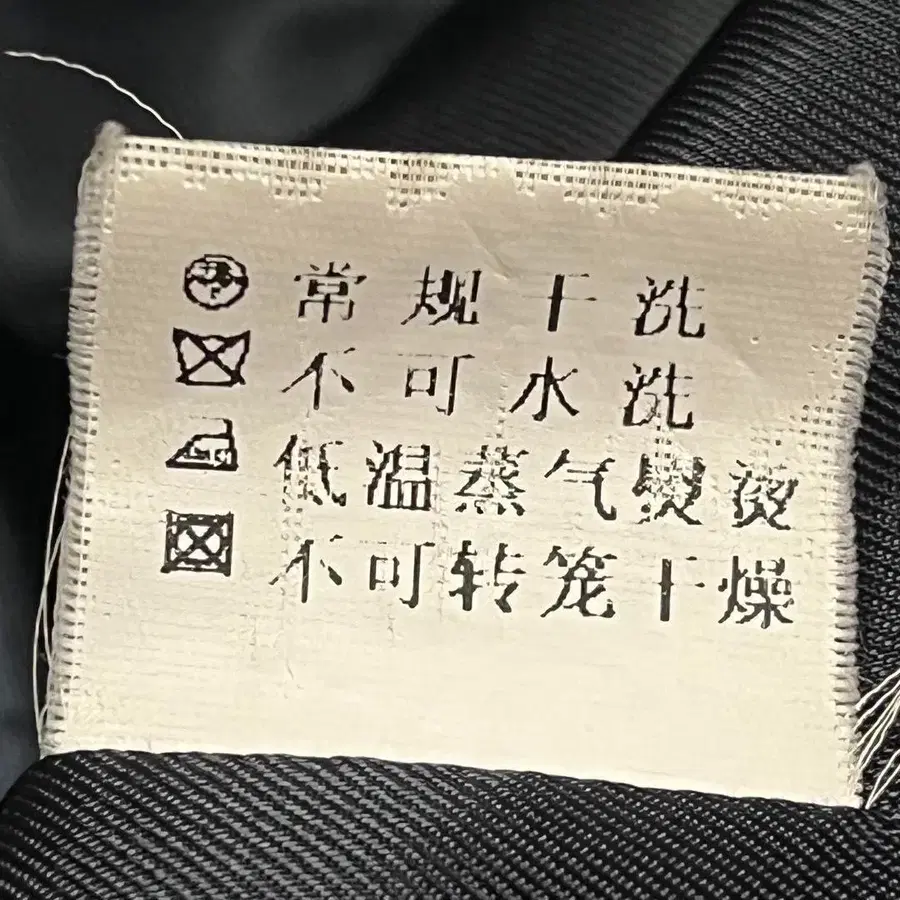 常规干洗
不可水洗
低温蒸气熨烫
不可转笼干燥